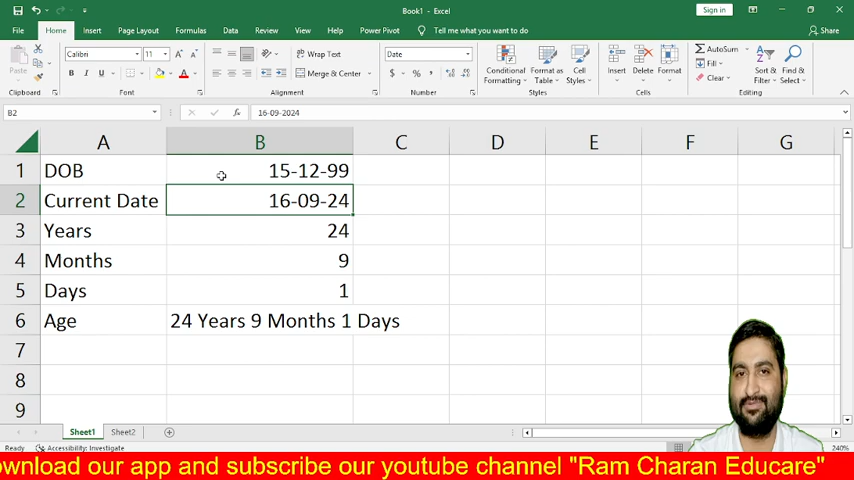 Book1 - Excel
Sign in
File Home Insert Page Layout Formulas Data Review View Help Power Pivot Tell me what you want to do Share
Paste
Calibri 11
B I U
Wrap Text
Merge & Center
Date
$ % ,
Conditional Formatting
Format as Table
Cell Styles
Insert Delete Format
AutoSum
Fill
Clear
Sort & Filter
Find & Select
Clipboard Font Alignment Number Styles Cells Editing
B2 fx 16-09-2024
A B C D E F G
1 DOB 15-12-99
2 Current Date 16-09-24
3 Years 24
4 Months 9
5 Days 1
6 Age 24 Years 9 Months 1 Days
7
8
9
Sheet1 Sheet2
Ready Accessibility: Investigate 240%
ownload our app and subscribe our youtube channel "Ram Charan Educare"